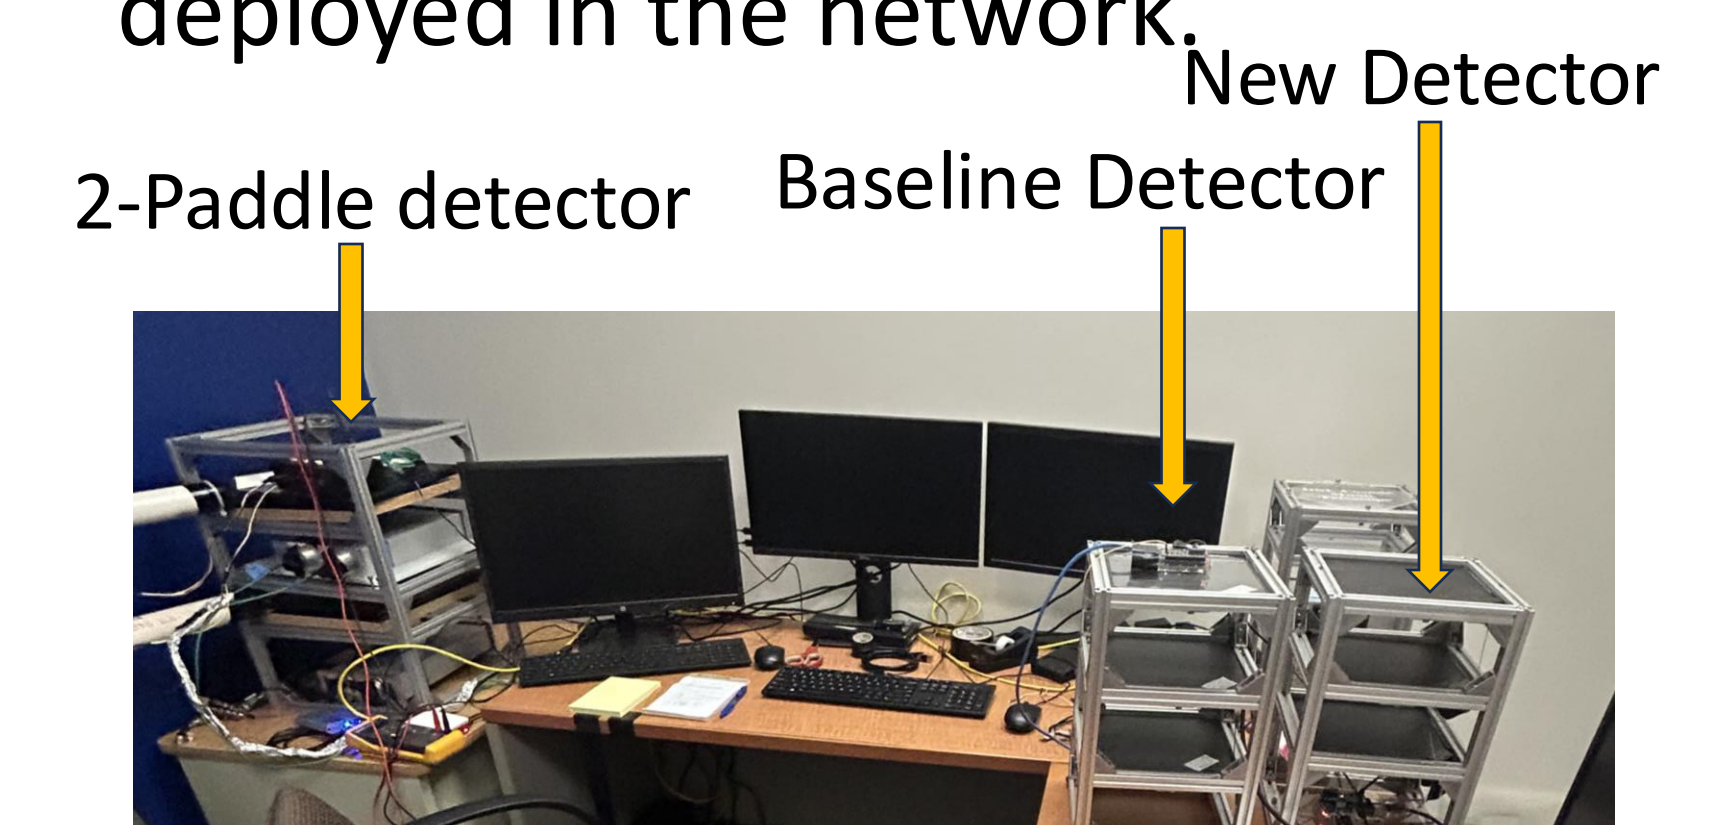 deployed in the network.
New Detector
Baseline Detector
2-Paddle detector